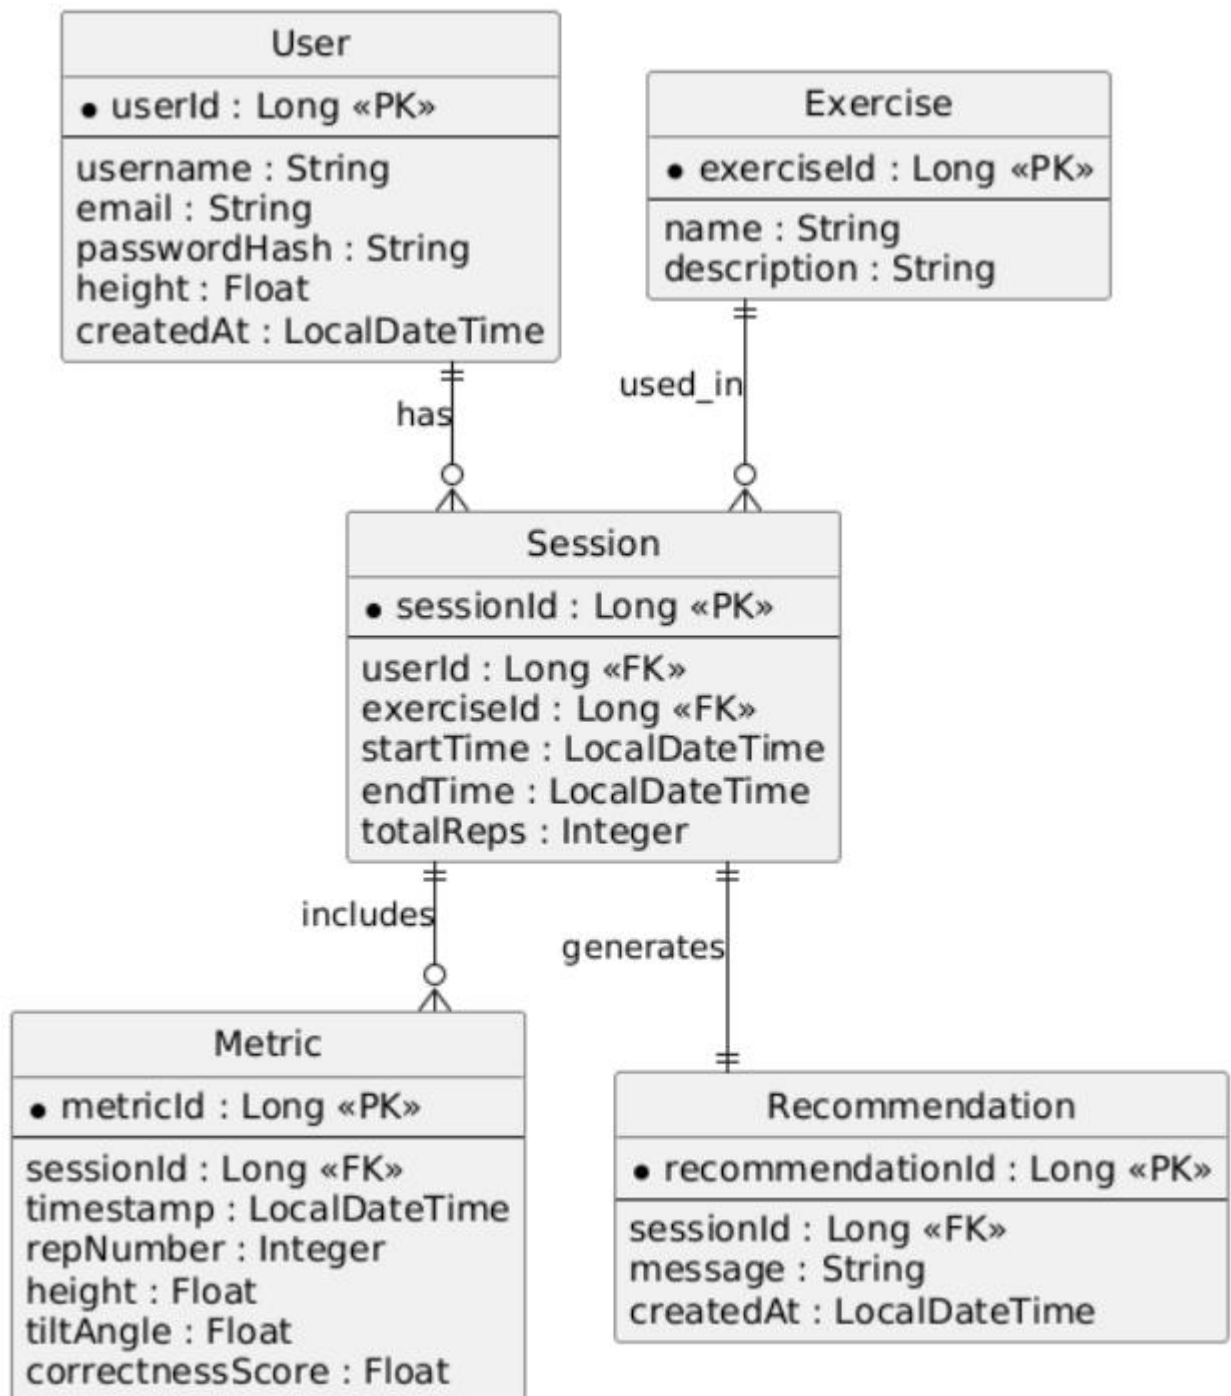 User
userId : Long «PK»
username : String
email : String
passwordHash : String
height : Float
createdAt : LocalDateTime
Exercise
exerciseId : Long «PK»
name : String
description : String
has
used_in
Session
sessionId : Long «PK»
userId : Long «FK»
exerciseId : Long «FK»
startTime : LocalDateTime
endTime : LocalDateTime
totalReps : Integer
includes
generates
Metric
metricId : Long «PK»
sessionId : Long «FK»
timestamp : LocalDateTime
repNumber : Integer
height : Float
tiltAngle : Float
correctnessScore : Float
Recommendation
recommendationId : Long «PK»
sessionId : Long «FK»
message : String
createdAt : LocalDateTime